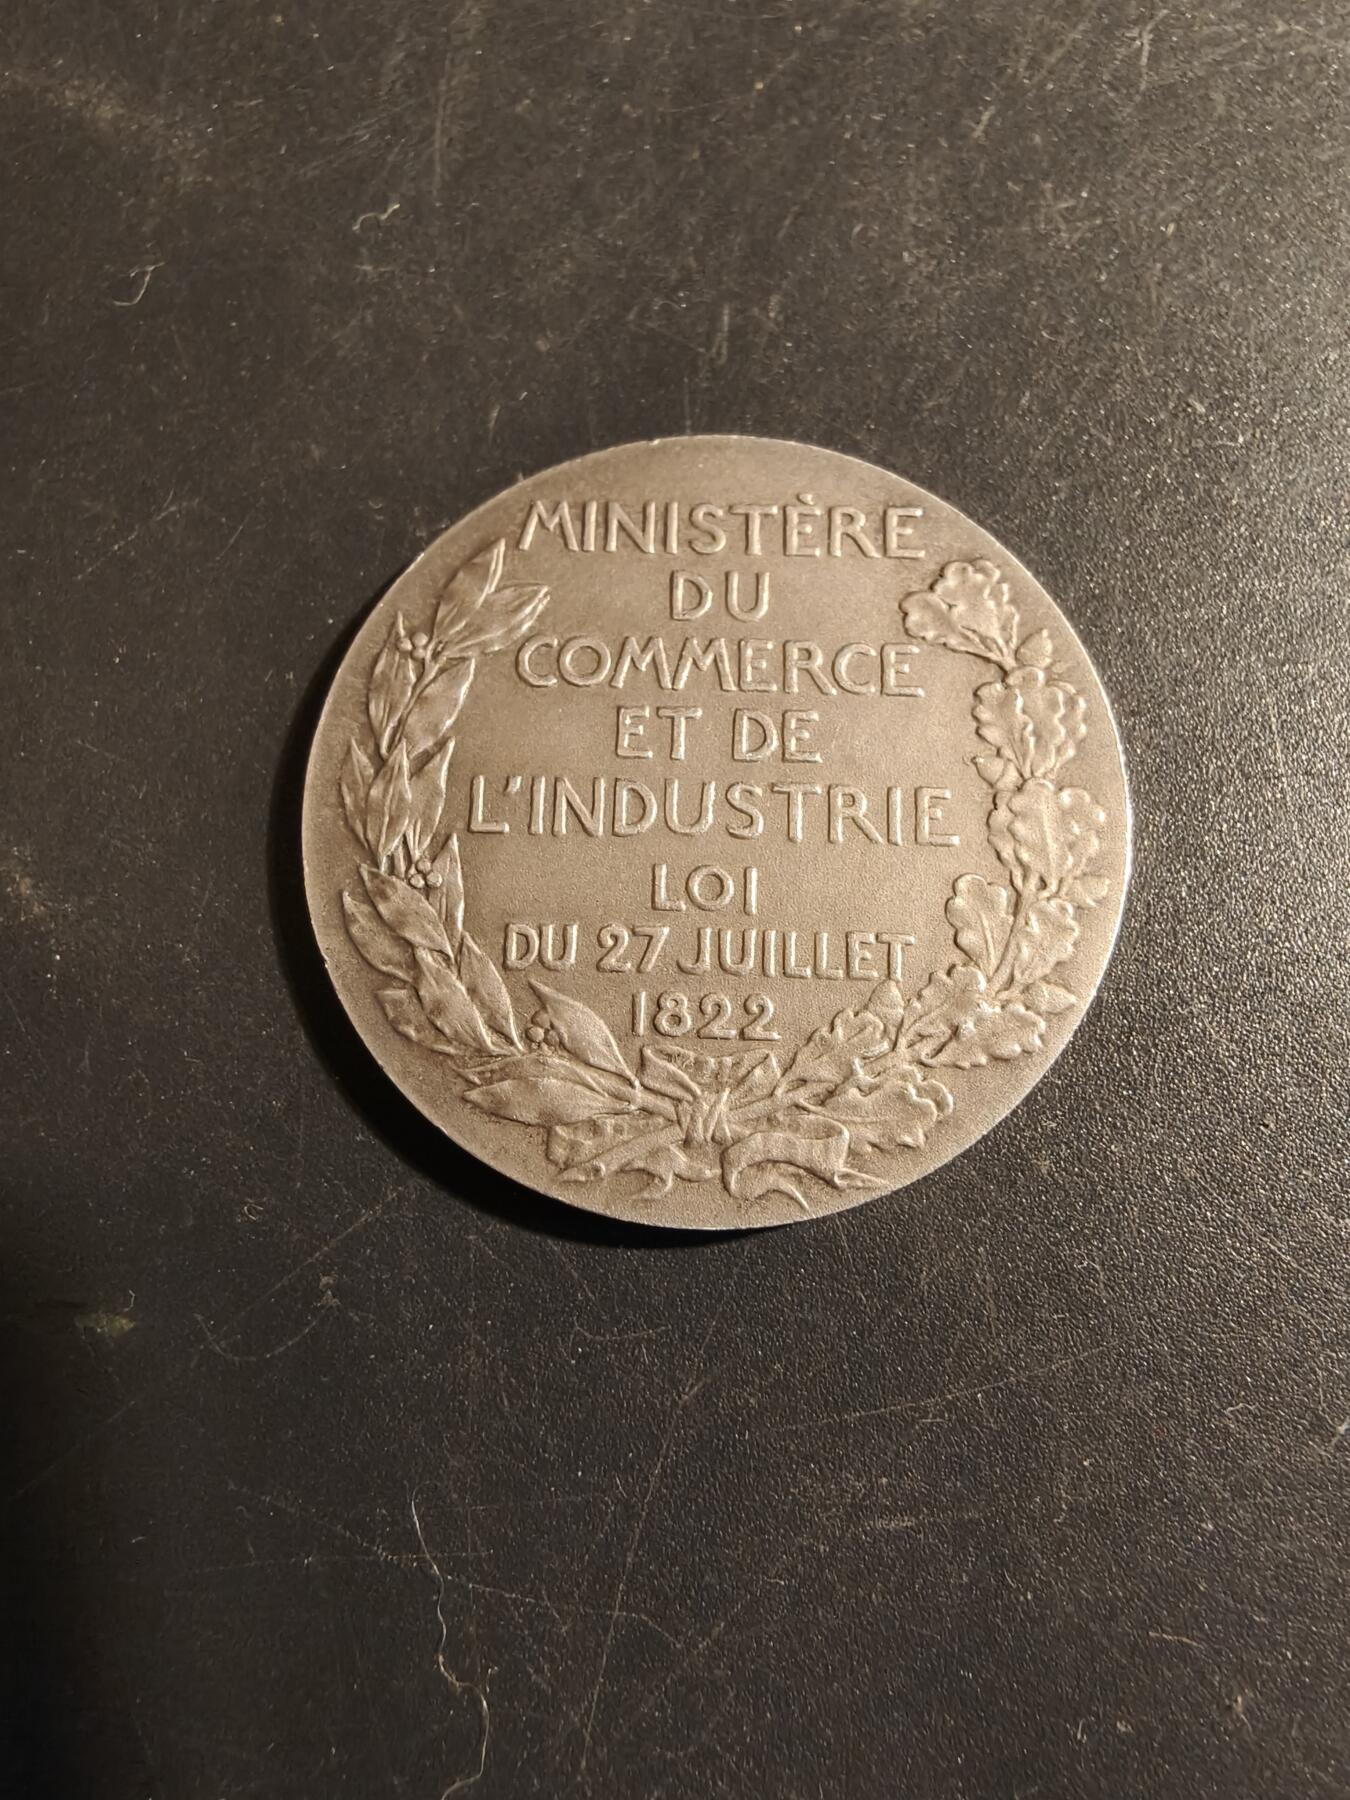 MINISTÈRE
DU
COMMERCE
ET DE
L'INDUSTRIE
LOI
DU 27 JUILLET
1822